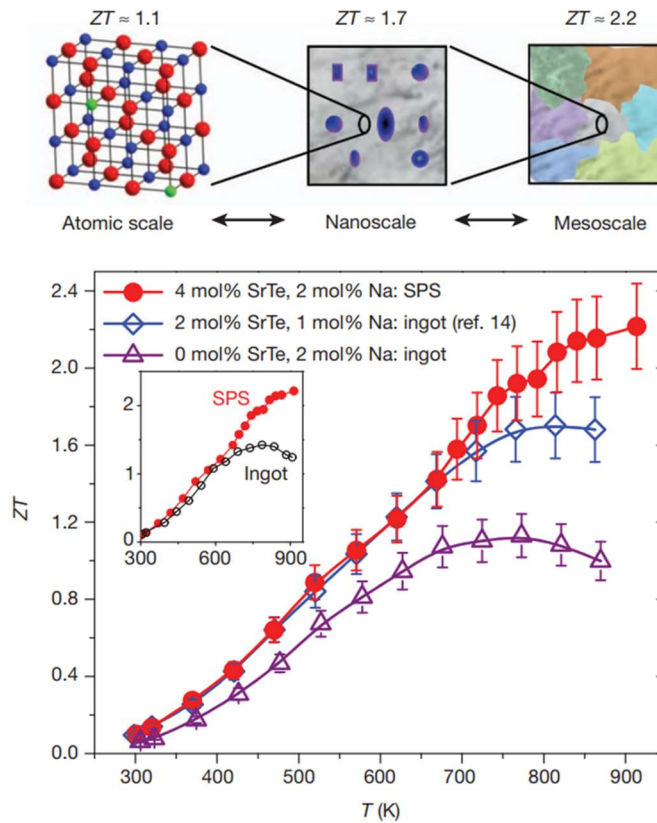 ZT ≈ 1.1 ZT ≈ 1.7 ZT ≈ 2.2
Atomic scale Nanoscale Mesoscale
4 mol% SrTe, 2 mol% Na: SPS
2 mol% SrTe, 1 mol% Na: ingot (ref. 14)
0 mol% SrTe, 2 mol% Na: ingot
2.4
2.0
1.6
1.2
0.8
0.4
0.0
ZT
SPS
Ingot
2
1
0
300 600 900
300 400 500 600 700 800 900
T (K)